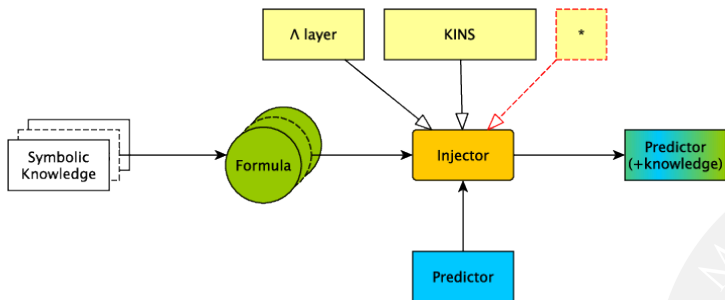 Λ layer
KINS
*
Symbolic
Knowledge
Formula
Injector
Predictor
(+knowledge)
Predictor